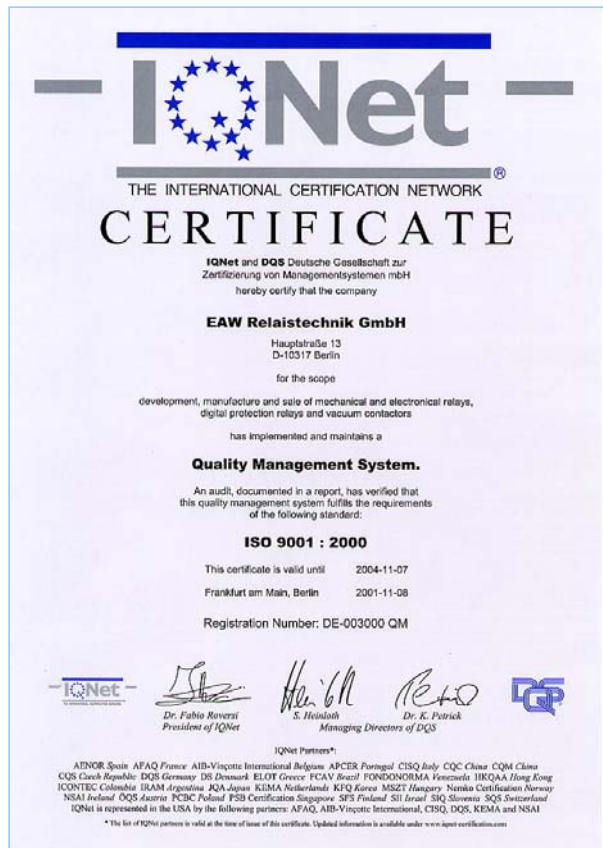 IQNet
®
THE INTERNATIONAL CERTIFICATION NETWORK
CERTIFICATE
IQNet and DQS Deutsche Gesellschaft zur
Zertifizierung von Managementsystemen mbH
hereby certify that the company
EAW Relaistechnik GmbH
Hauptstraße 13
D-10317 Berlin
for the scope
development, manufacture and sale of mechanical and electronical relays,
digital protection relays and vacuum contactors
has implemented and maintains a
Quality Management System.
An audit, documented in a report, has verified that
this quality management system fulfills the requirements
of the following standard:
ISO 9001 : 2000
This certificate is valid until 2004-11-07
Frankfurt am Main, Berlin 2001-11-08
Registration Number: DE-003000 QM
IQNet
DQS
Dr. Fabio Roversi S. Heinloth Dr. K. Petrick
President of IQNet Managing Directors of DQS
IQNet Partners*:
AENOR Spain AFAQ France AIB-Vinçotte International Belgium APCER Portugal CISQ Italy CQC China CQM China
CQS Czech Republic DQS Germany DS Denmark ELOT Greece FCAV Brazil FONDONORMA Venezuela HKQAA Hong Kong
ICONTEC Colombia IRAM Argentina JQA Japan KEMA Netherlands KFQ Korea MSZT Hungary Nemko Certification Norway
NSAI Ireland ÖQS Austria PCBC Poland PSB Certification Singapore SFS Finland SII Israel SIQ Slovenia SQS Switzerland
IQNet is represented in the USA by the following partners: AFAQ, AIB-Vinçotte International, CISQ, DQS, KEMA and NSAI
* The list of IQNet partners is valid at the time of issue of this certificate. Updated information is available under www.iqnet-certification.com